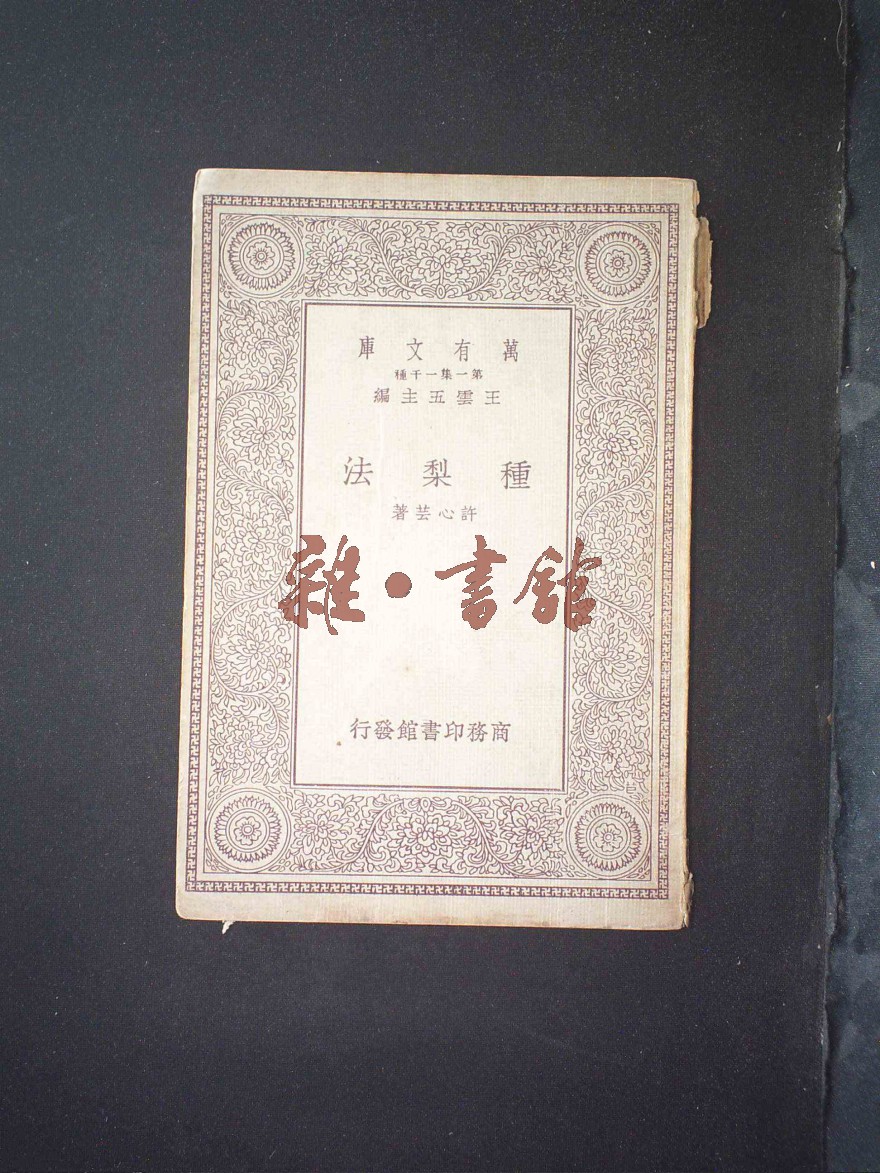 萬有文庫
第一集一千種
王雲五主編
種梨法
許心芸著
雜·書館
商務印書館發行